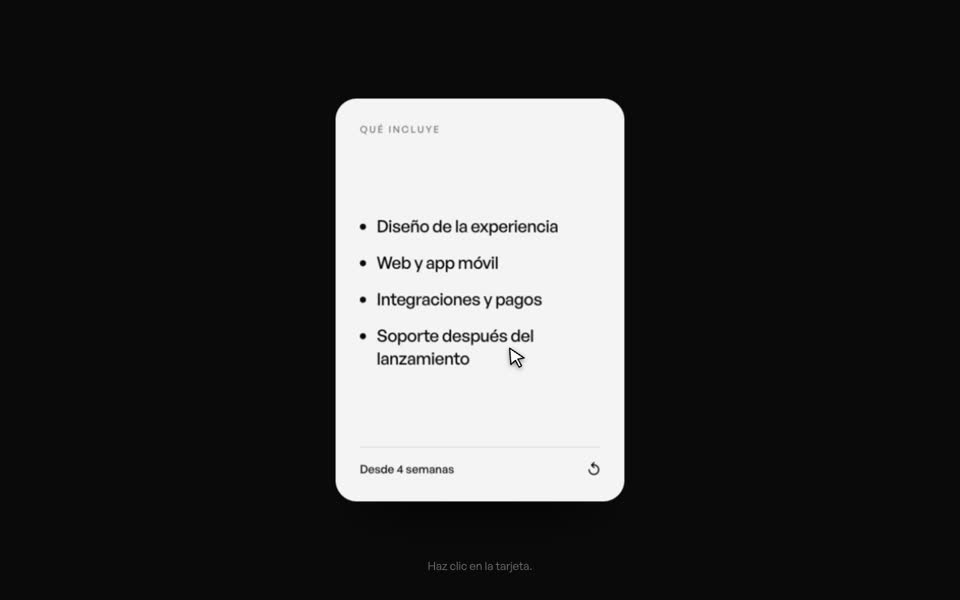 QUÉ INCLUYE
Diseño de la experiencia
Web y app móvil
Integraciones y pagos
Soporte después del
lanzamiento
Desde 4 semanas
Haz clic en la tarjeta.